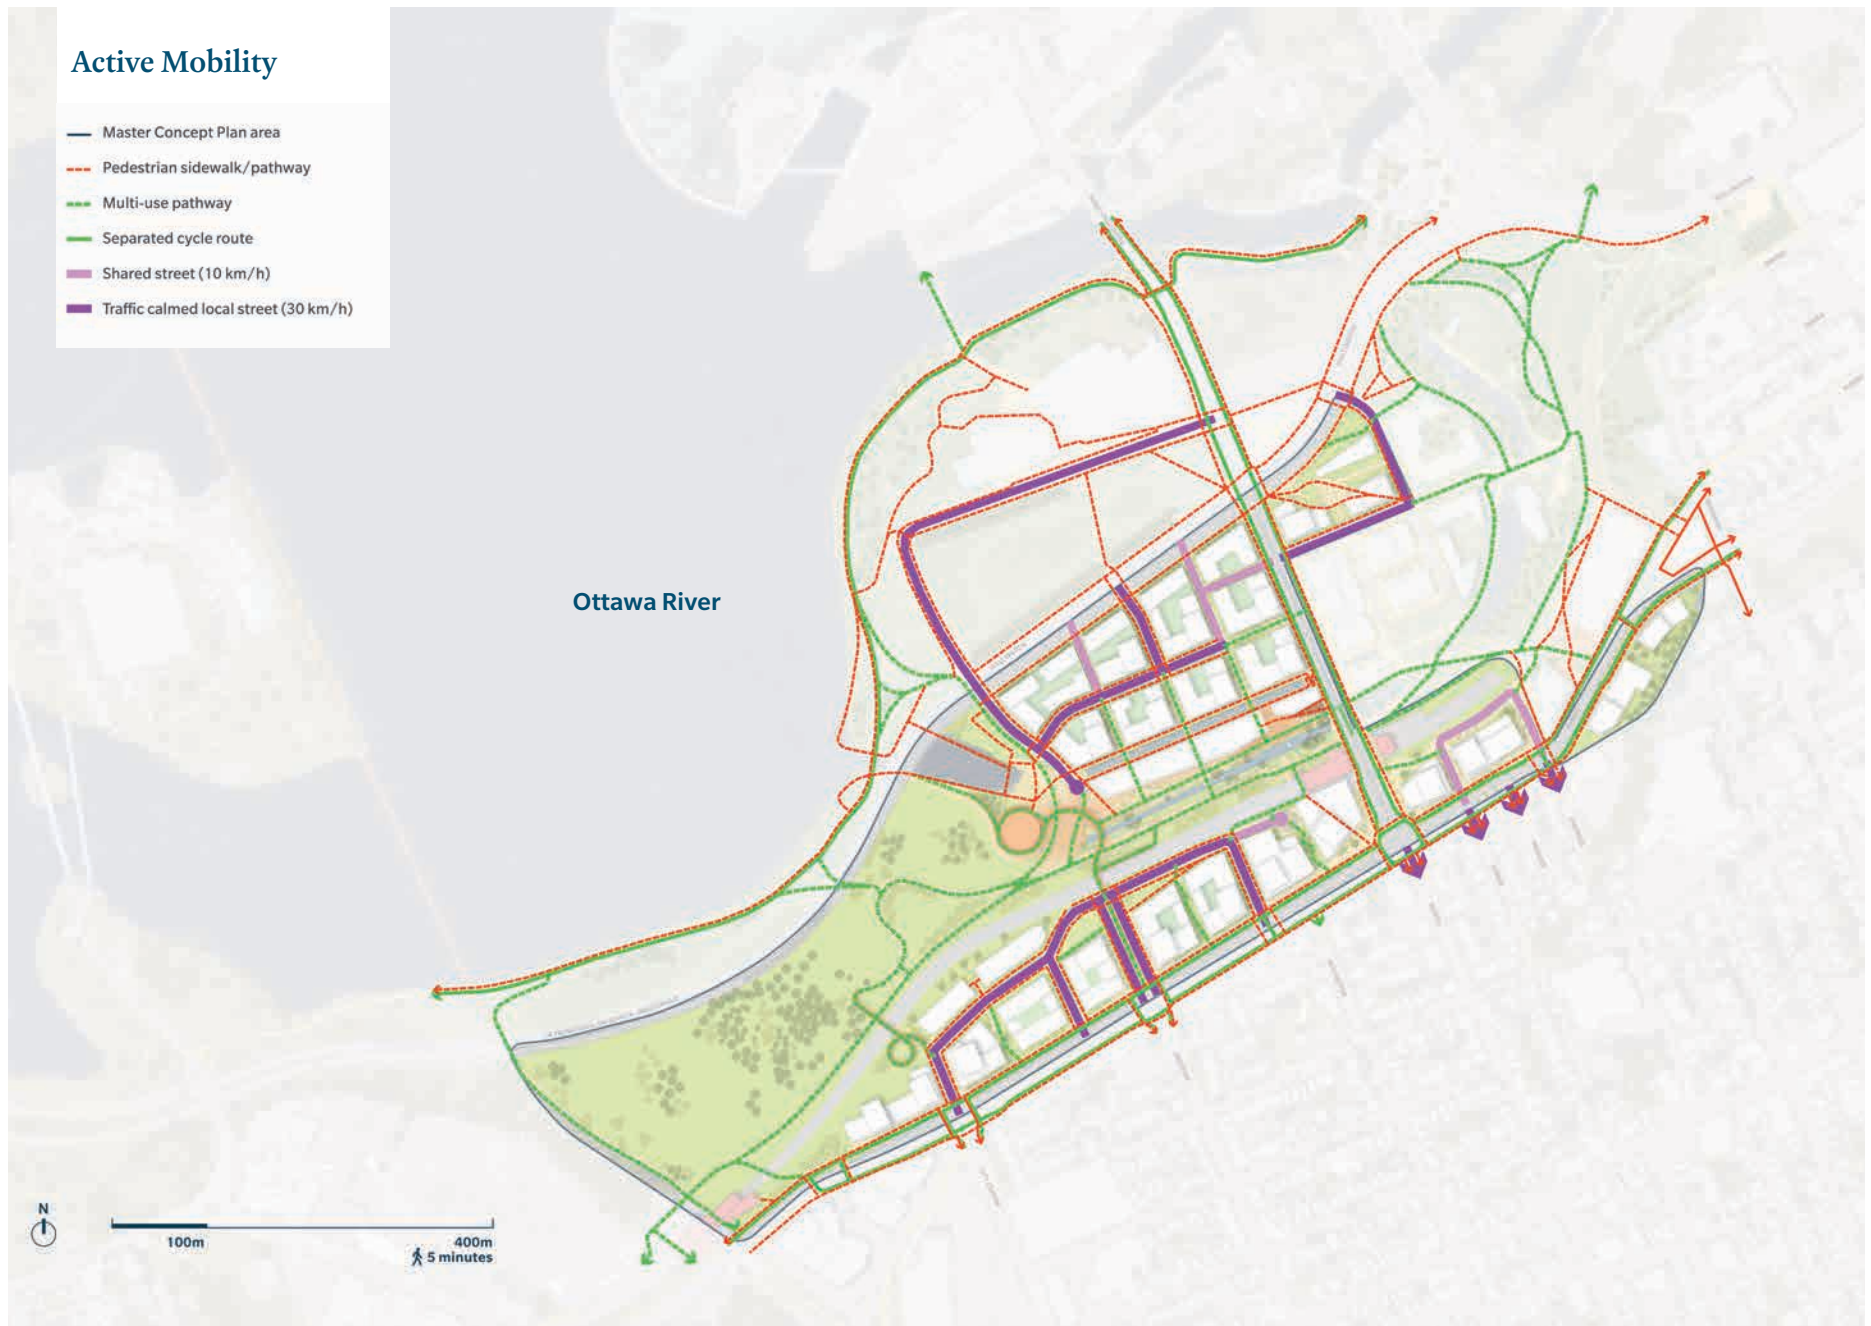 Active Mobility
Master Concept Plan area
Pedestrian sidewalk/pathway
Multi-use pathway
Separated cycle route
Shared street (10 km/h)
Traffic calmed local street (30 km/h)
Ottawa River
N
100m
400m
5 minutes